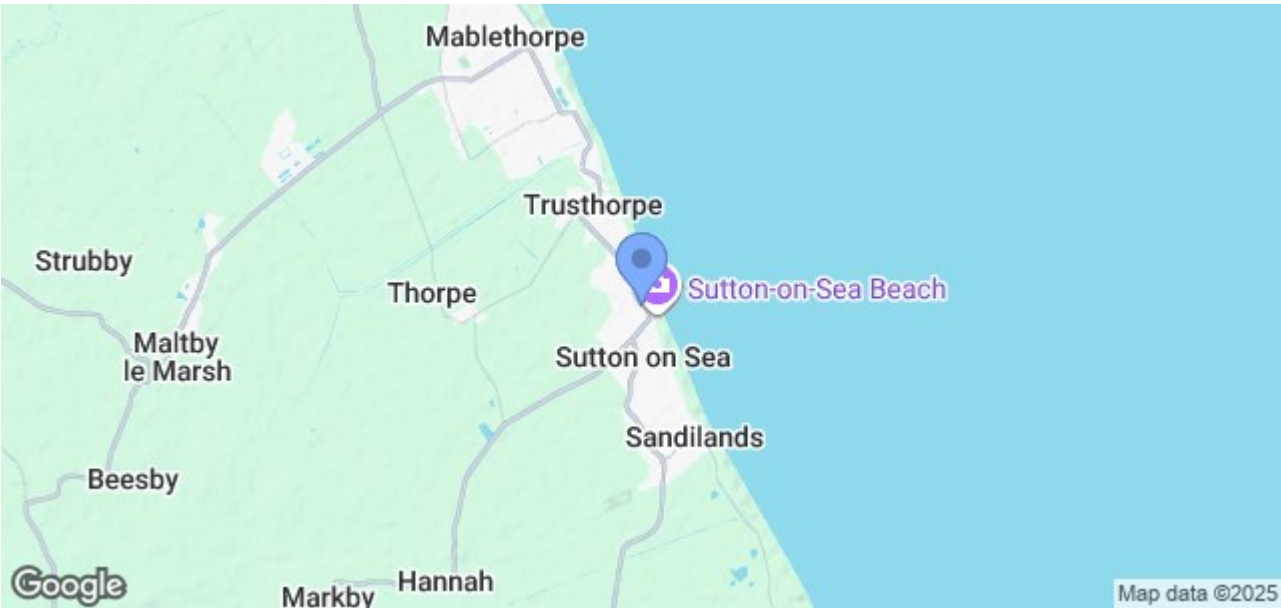 Mablethorpe
Trusthorpe
Strubby
Thorpe
Sutton-on-Sea Beach
Maltby
le Marsh
Sutton on Sea
Sandilands
Beesby
Hannah
Markby
Google
Map data ©2025